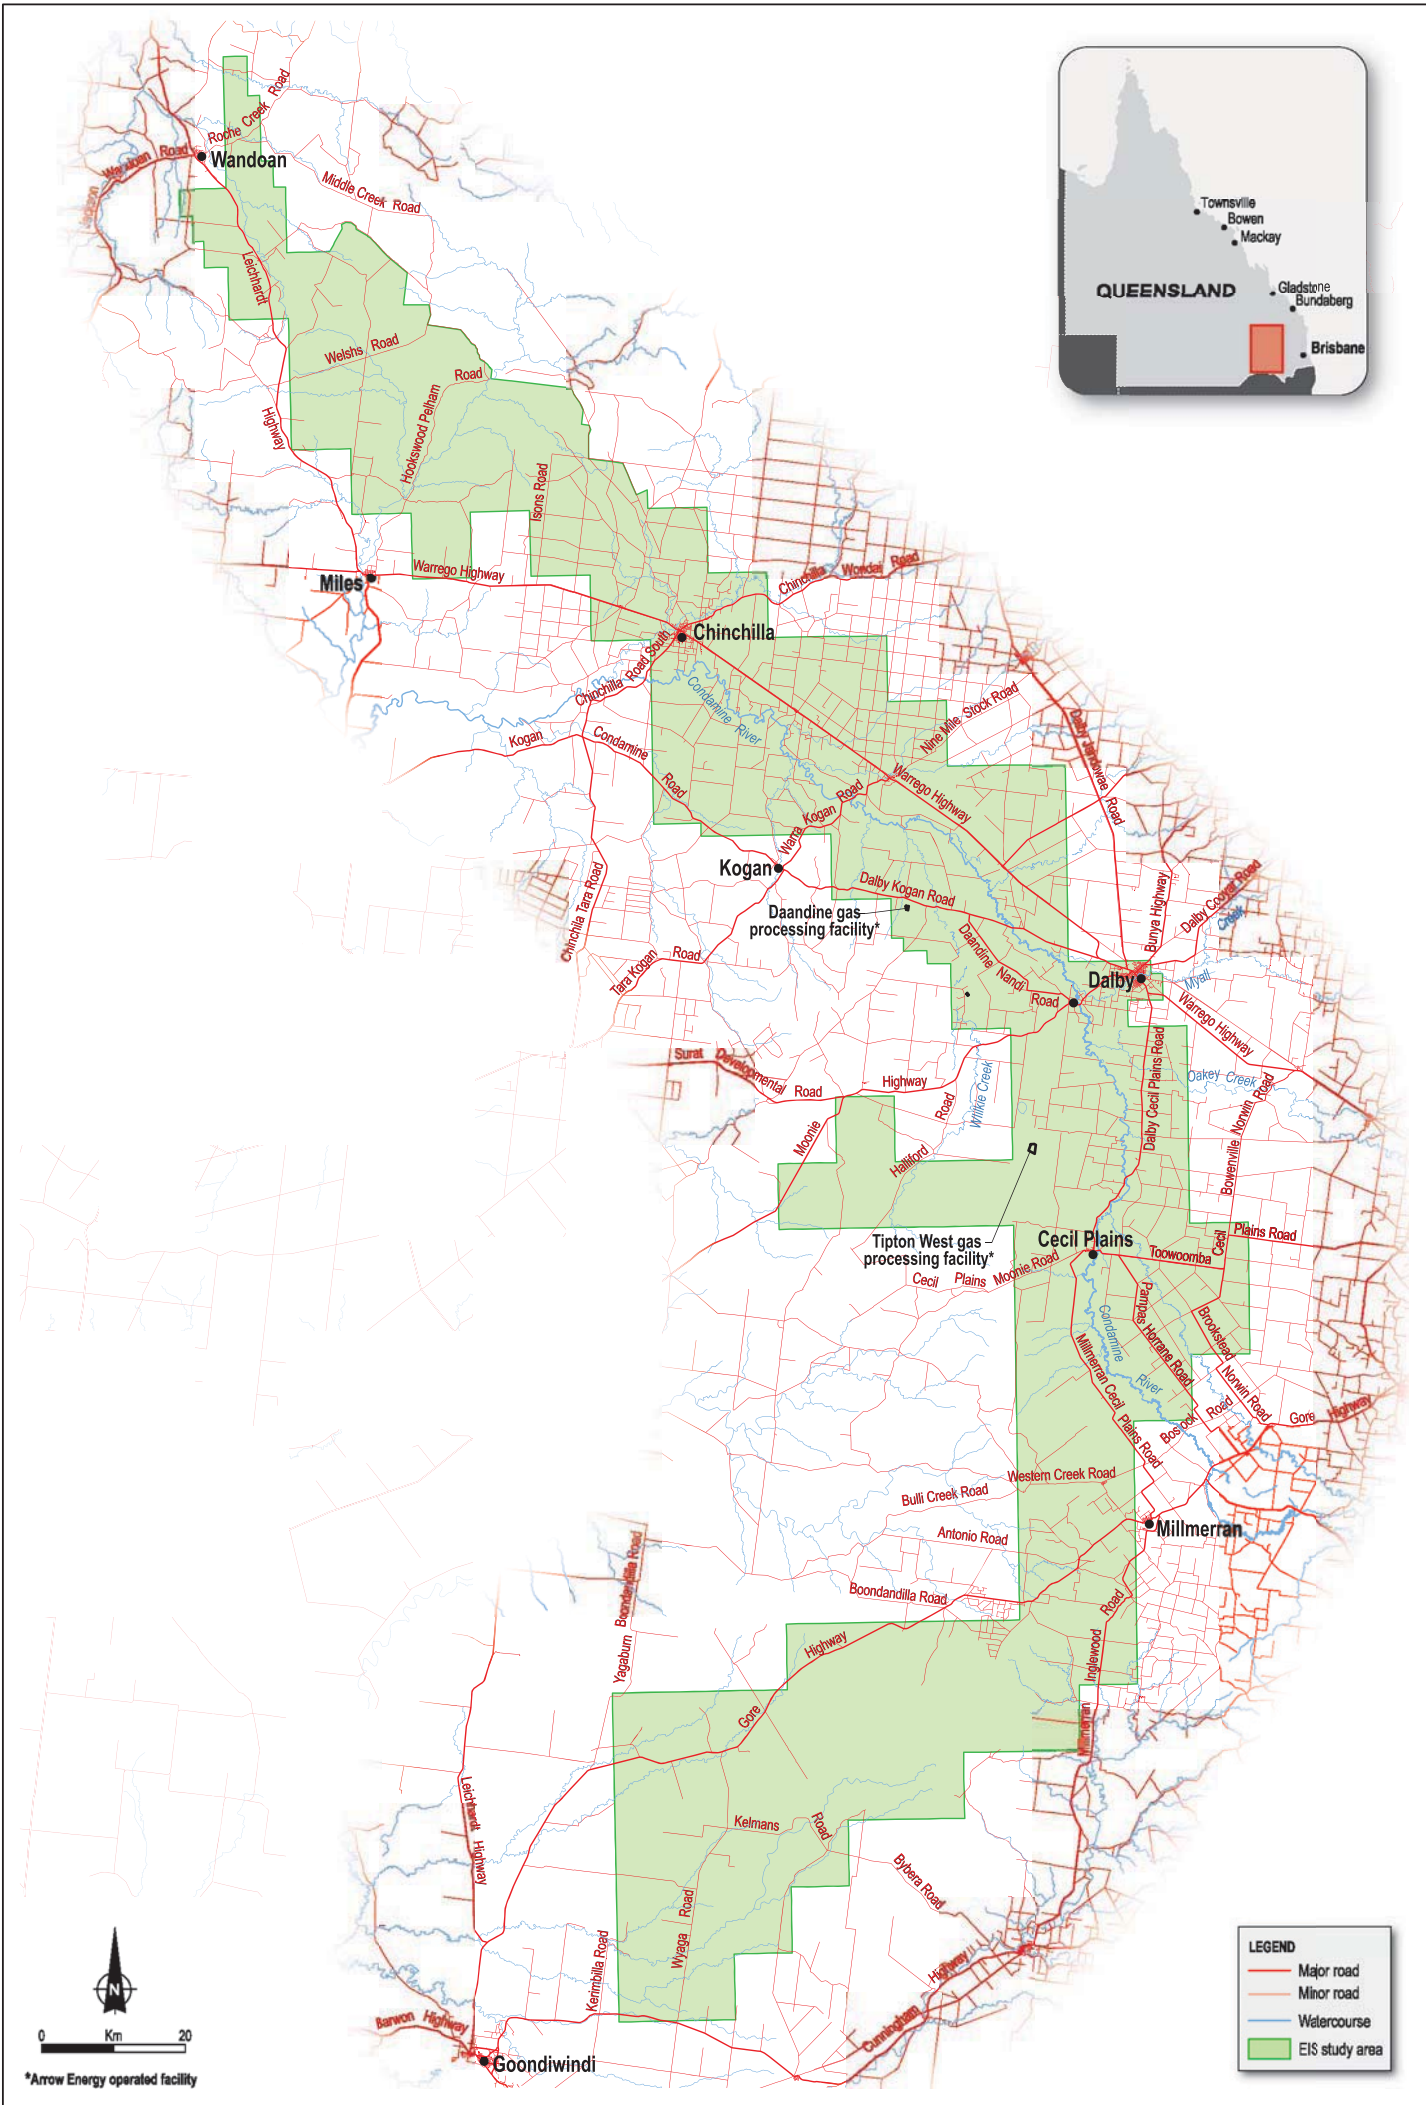 Roche Creek Road
Wandoan Road
Jackson
Wandoan
Middle Creek Road
Leichhardt
Highway
Welshs Road
Hookswood Pelham
Road
Isons Road
Townsville
Bowen
Mackay
QUEENSLAND
Gladstone
Bundaberg
Brisbane
Miles
Warrego Highway
Chinchilla Wondai Road
Chinchilla
Chinchilla Road South
Condamine River
Kogan
Condamine
Road
Nine Mile Stock Road
Dalby Jandowae Road
Warrego Highway
Warra Kogan Road
Kogan
Dalby Kogan Road
Chinchilla Tara Road
Bunya Highway
Dalby Cooyar Road
Creek
Daandine gas
processing facility*
Daandine
Nandi
Road
Tara Kogan Road
Dalby
Myall
Warrego Highway
Surat Developmental Road
Highway
Moonie
Wilkie Creek
Halliford Road
Dalby Cecil Plains Road
Oakey Creek
Bowenville Norwin Road
Tipton West gas
processing facility*
Cecil Plains
Cecil Plains Moonie Road
Toowoomba
Cecil
Plains Road
Pampas
Horrane Road
Brookstead
Norwin Road
Condamine
River
Millmerran Cecil Plains Road
Bostock Road
Gore Highway
Western Creek Road
Bulli Creek Road
Antonio Road
Millmerran
Boondandilla Road
Yagaburn Boondandilla Road
Highway
Gore
Millmerran
Inglewood
Road
Leichhardt Highway
Kelmans
Road
Bybera Road
Wyaga Road
Kerimbilla Road
Highway
Cunningham
Barwon Highway
Goondiwindi
N
0 Km 20
*Arrow Energy operated facility
LEGEND
Major road
Minor road
Watercourse
EIS study area